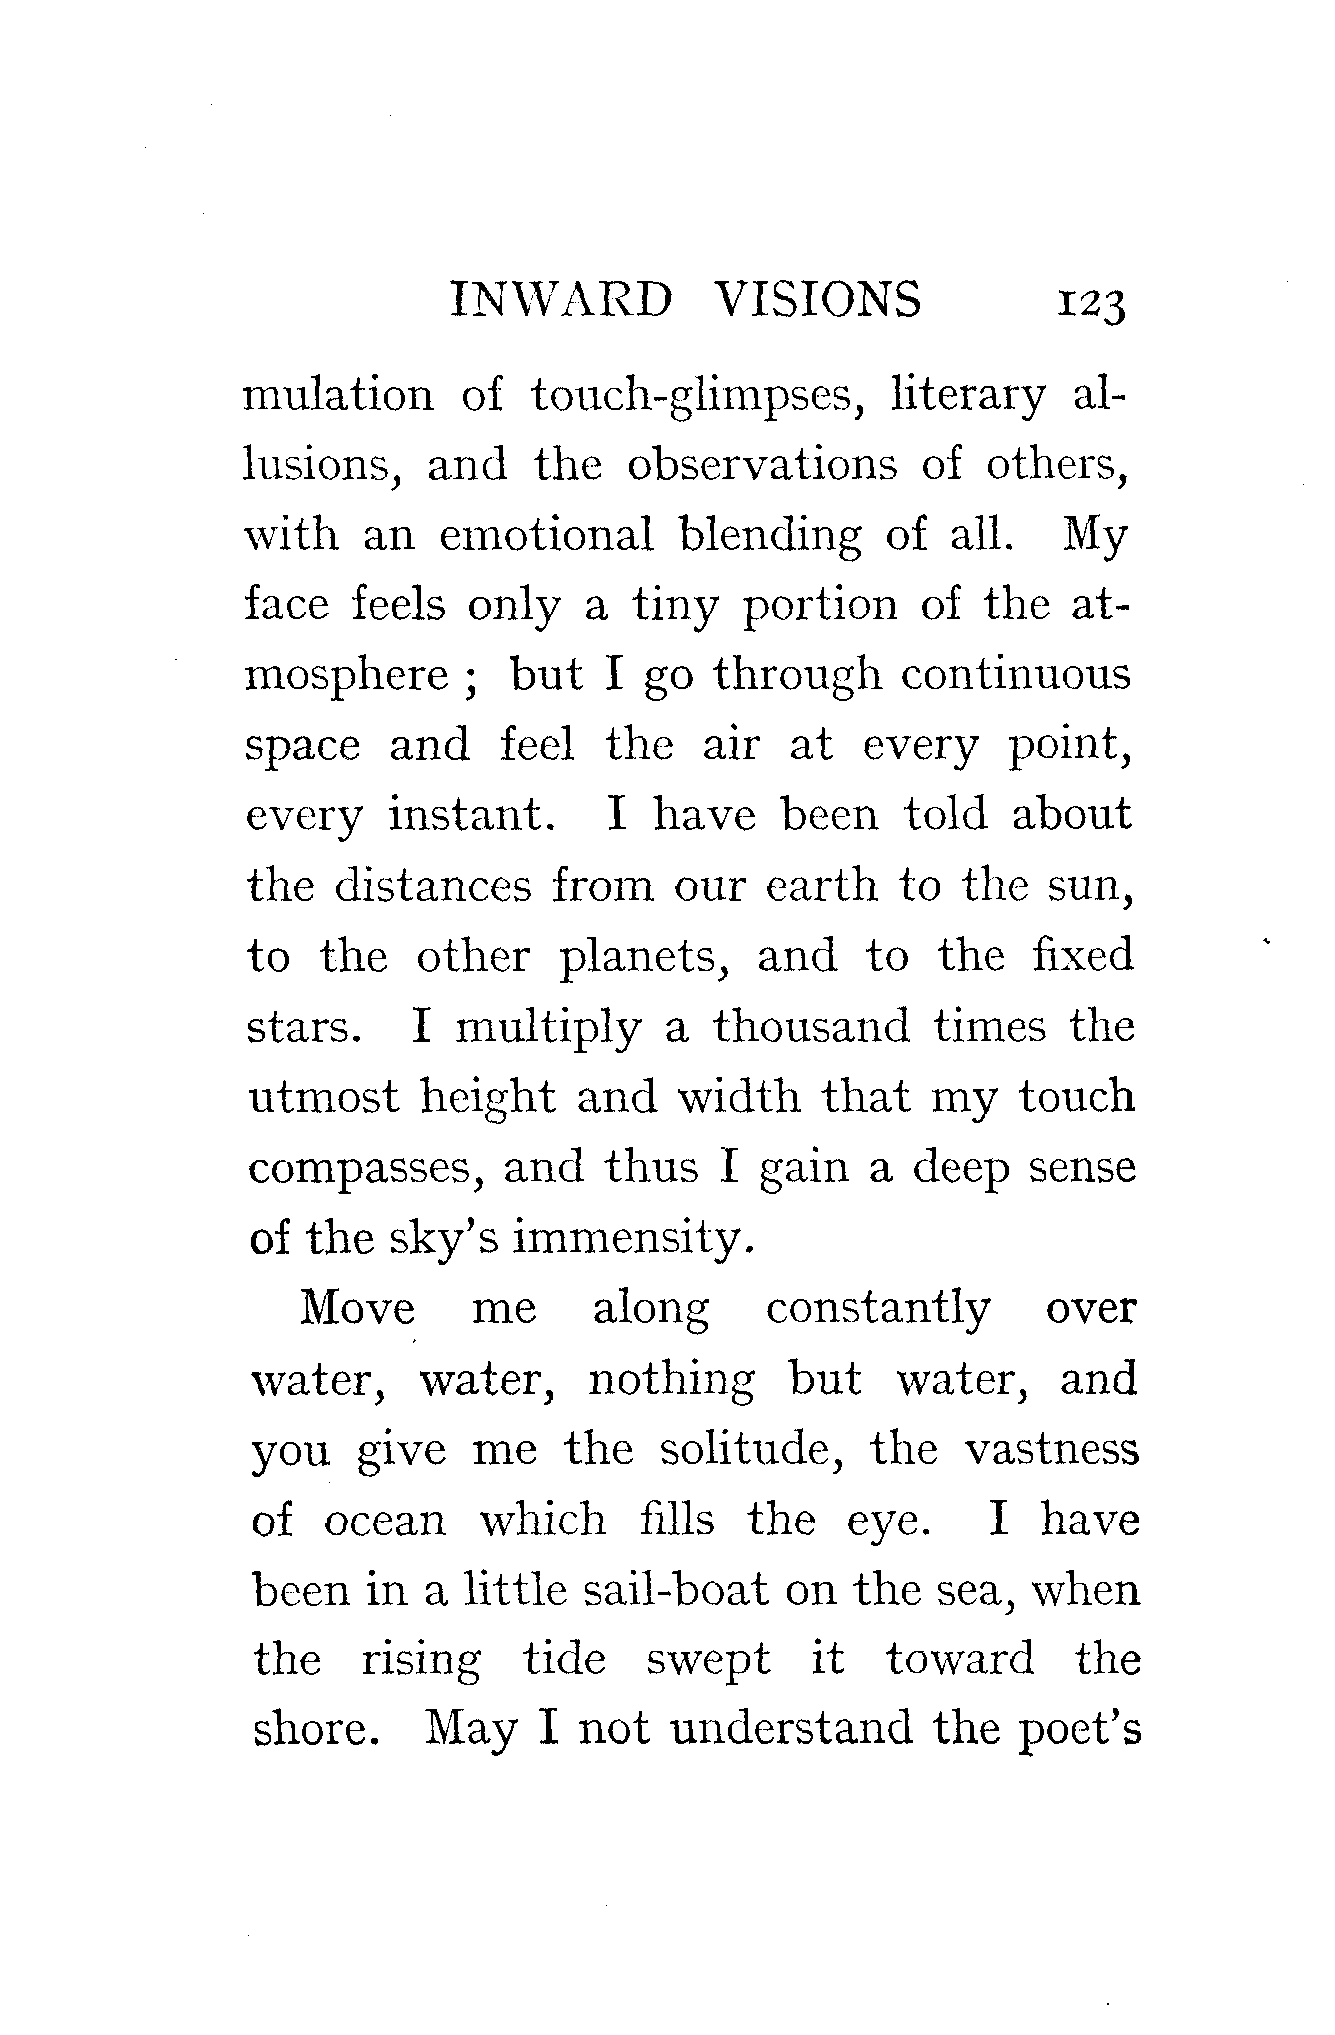 INWARD VISIONS 123
mulation of touch-glimpses, literary al-
lusions, and the observations of others,
with an emotional blending of all. My
face feels only a tiny portion of the at-
mosphere ; but I go through continuous
space and feel the air at every point,
every instant. I have been told about
the distances from our earth to the sun,
to the other planets, and to the fixed
stars. I multiply a thousand times the
utmost height and width that my touch
compasses, and thus I gain a deep sense
of the sky's immensity.
Move me along constantly over
water, water, nothing but water, and
you give me the solitude, the vastness
of ocean which fills the eye. I have
been in a little sail-boat on the sea, when
the rising tide swept it toward the
shore. May I not understand the poet's